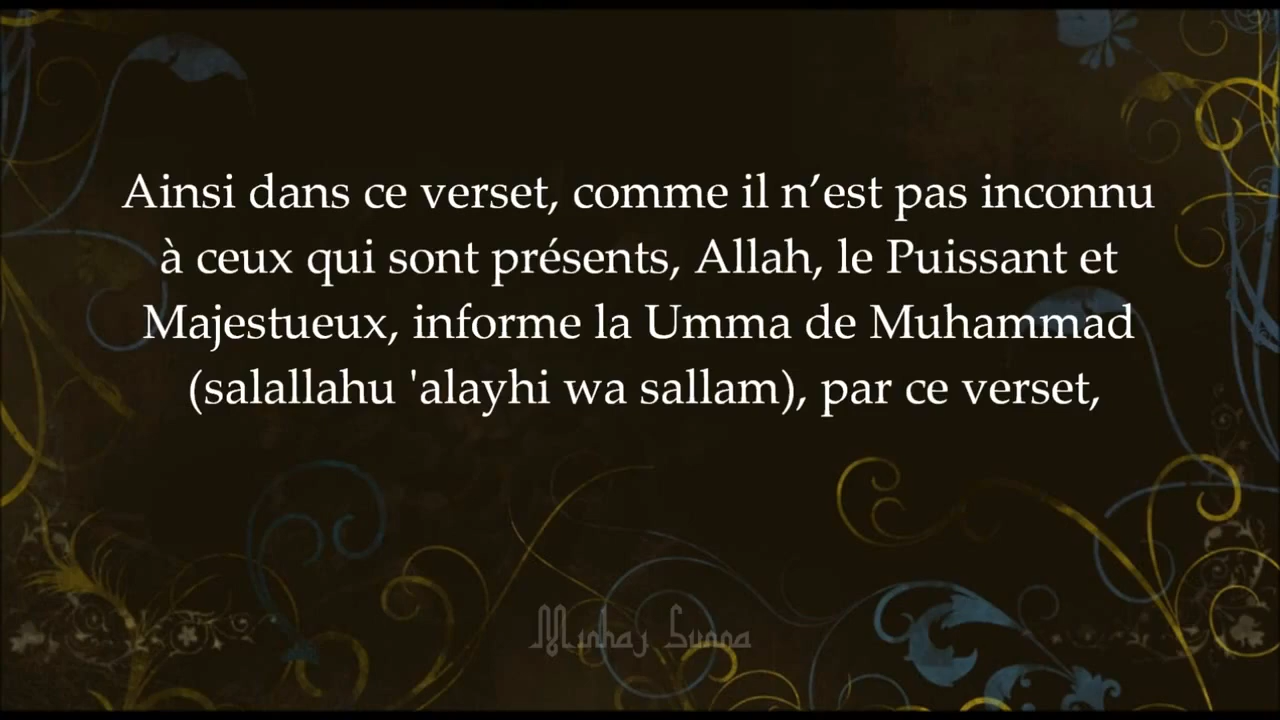 Ainsi dans ce verset, comme il n’est pas inconnu
à ceux qui sont présents, Allah, le Puissant et
Majestueux, informe la Umma de Muhammad
(salallahu 'alayhi wa sallam), par ce verset,
Minhaj Sunna